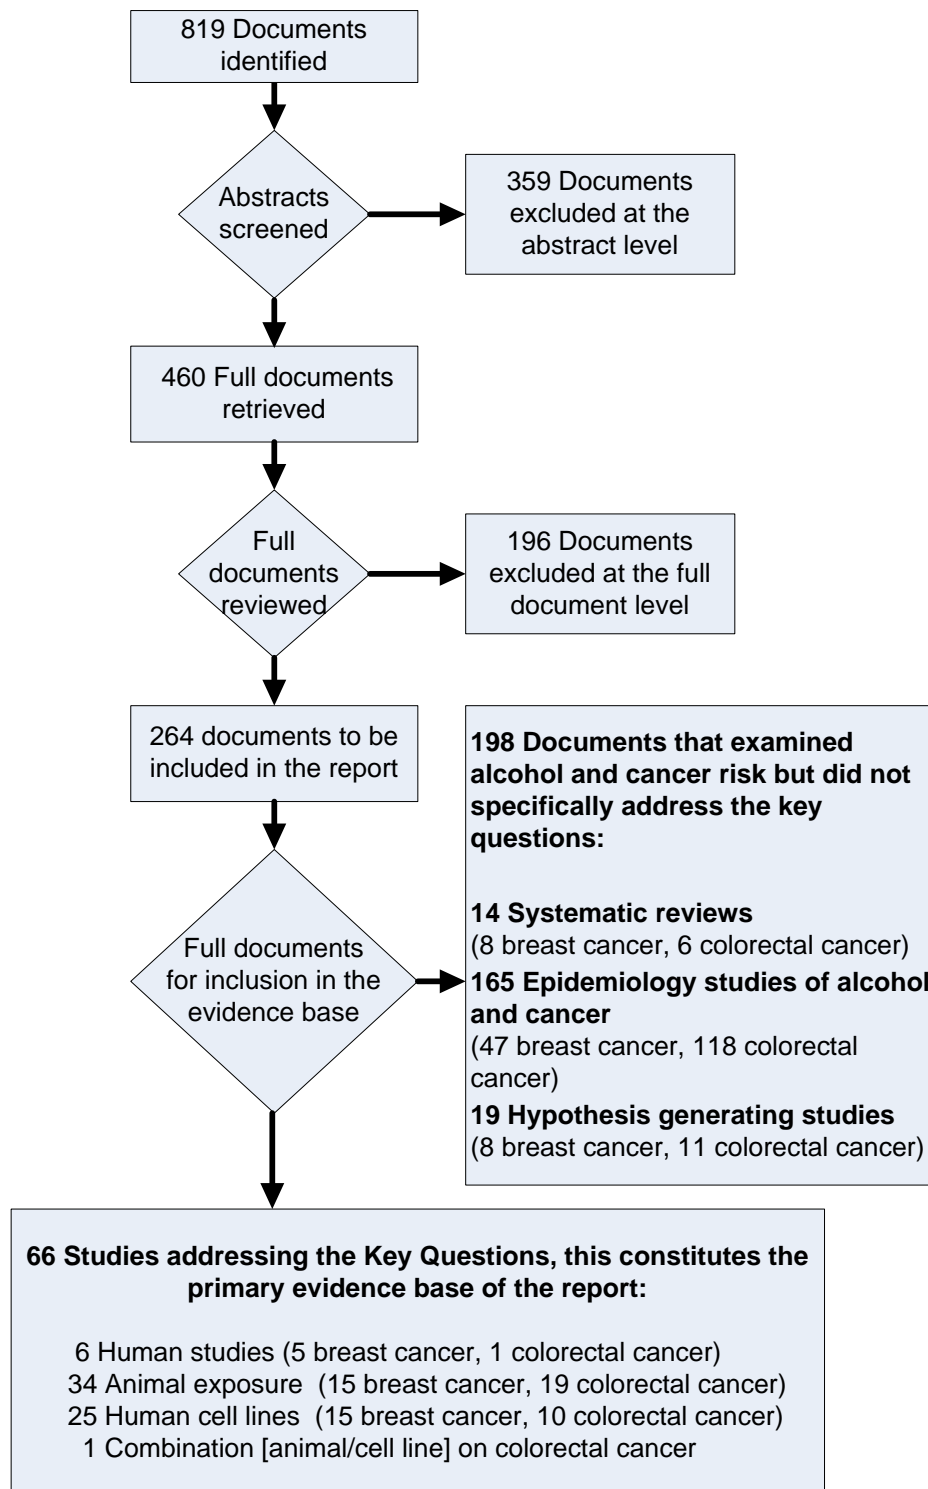 819 Documents
identified
Abstracts
screened
359 Documents
excluded at the
abstract level
460 Full documents
retrieved
Full
documents
reviewed
196 Documents
excluded at the full
document level
264 documents to be
included in the report
198 Documents that examined
alcohol and cancer risk but did not
specifically address the key
questions:
14 Systematic reviews
(8 breast cancer, 6 colorectal cancer)
165 Epidemiology studies of alcohol
and cancer
(47 breast cancer, 118 colorectal
cancer)
19 Hypothesis generating studies
(8 breast cancer, 11 colorectal cancer)
Full documents
for inclusion in the
evidence base
66 Studies addressing the Key Questions, this constitutes the
primary evidence base of the report:
6 Human studies (5 breast cancer, 1 colorectal cancer)
34 Animal exposure (15 breast cancer, 19 colorectal cancer)
25 Human cell lines (15 breast cancer, 10 colorectal cancer)
1 Combination [animal/cell line] on colorectal cancer